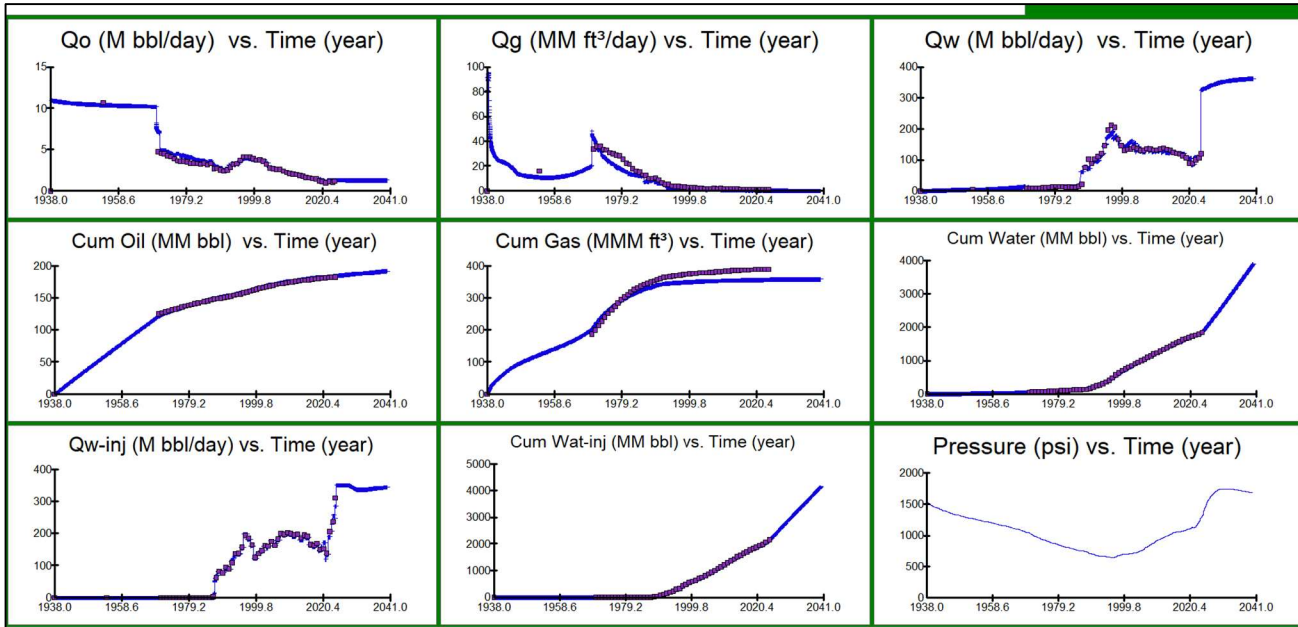 Qo (M bbl/day) vs. Time (year)
15
10
5
0
1938.0 1958.6 1979.2 1999.8 2020.4 2041.0
Qg (MM ft³/day) vs. Time (year)
100
80
60
40
20
0
1938.0 1958.6 1979.2 1999.8 2020.4 2041.0
Qw (M bbl/day) vs. Time (year)
400
300
200
100
0
1938.0 1958.6 1979.2 1999.8 2020.4 2041.0
Cum Oil (MM bbl) vs. Time (year)
200
150
100
50
0
1938.0 1958.6 1979.2 1999.8 2020.4 2041.0
Cum Gas (MMM ft³) vs. Time (year)
500
400
300
200
100
0
1938.0 1958.6 1979.2 1999.8 2020.4 2041.0
Cum Water (MM bbl) vs. Time (year)
4000
3000
2000
1000
0
1938.0 1958.6 1979.2 1999.8 2020.4 2041.0
Qw-inj (M bbl/day) vs. Time (year)
400
300
200
100
0
1938.0 1958.6 1979.2 1999.8 2020.4 2041.0
Cum Wat-inj (MM bbl) vs. Time (year)
5000
4000
3000
2000
1000
0
1938.0 1958.6 1979.2 1999.8 2020.4 2041.0
Pressure (psi) vs. Time (year)
2000
1500
1000
500
0
1938.0 1958.6 1979.2 1999.8 2020.4 2041.0